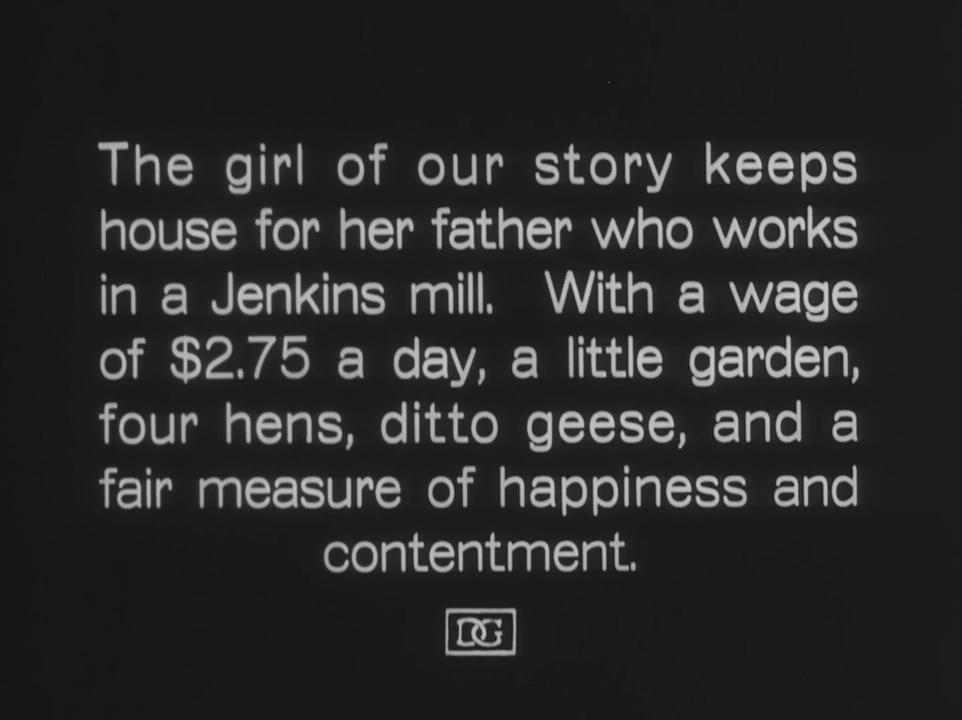 The girl of our story keeps
house for her father who works
in a Jenkins mill. With a wage
of $2.75 a day, a little garden,
four hens, ditto geese, and a
fair measure of happiness and
contentment.
DG